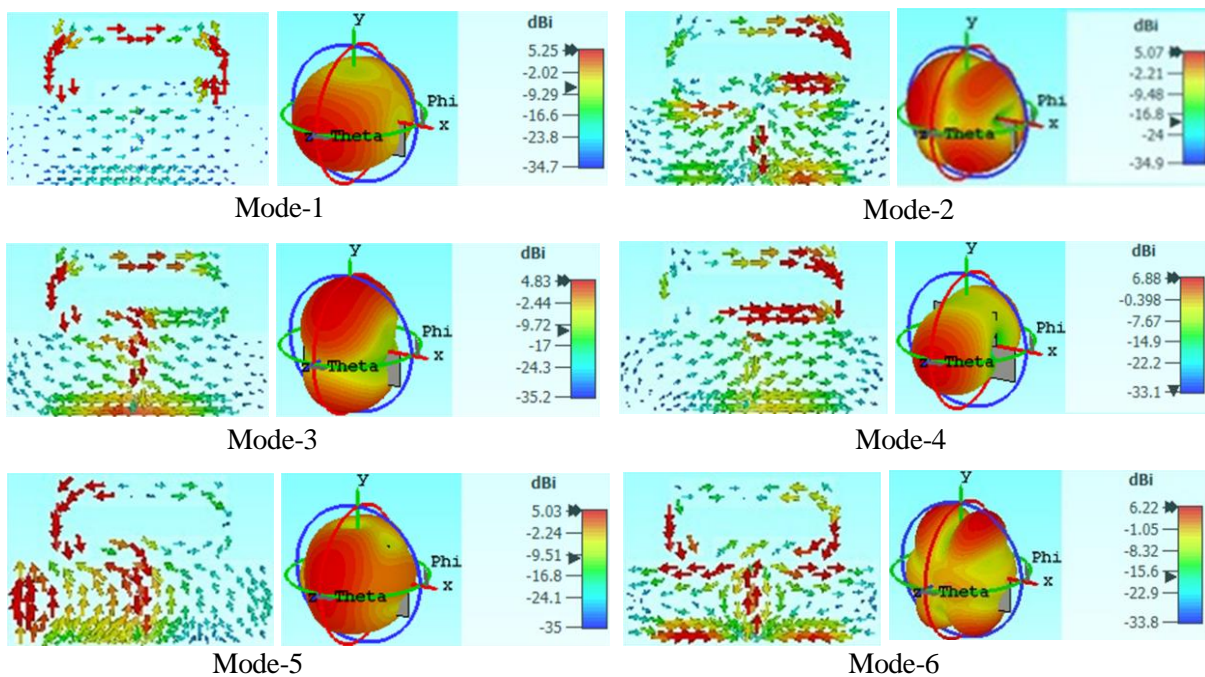 dBi
5.25
-2.02
-9.29
-16.6
-23.8
-34.7
y
Phi
x
z
Theta
Mode-1
dBi
5.07
-2.21
-9.48
-16.8
-24
-34.9
y
Phi
x
z
Theta
Mode-2
dBi
4.83
-2.44
-9.72
-17
-24.3
-35.2
y
Phi
x
z
Theta
Mode-3
dBi
6.88
-0.398
-7.67
-14.9
-22.2
-33.1
y
Phi
x
z
Theta
Mode-4
dBi
5.03
-2.24
-9.51
-16.8
-24.1
-35
y
Phi
x
z
Theta
Mode-5
dBi
6.22
-1.05
-8.32
-15.6
-22.9
-33.8
y
Phi
x
z
Theta
Mode-6